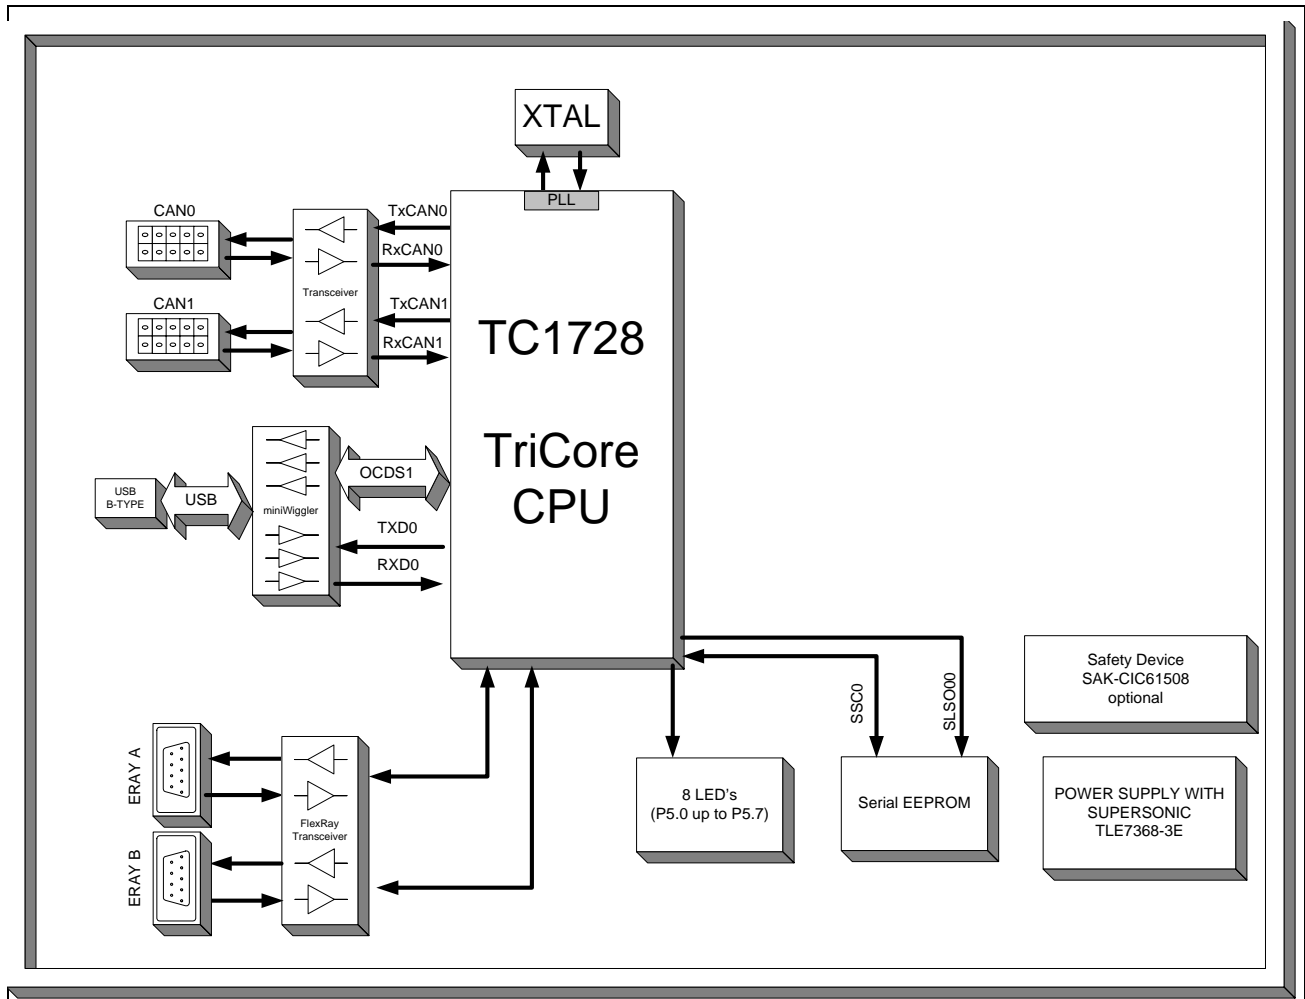 XTAL
PLL
CAN0
TxCAN0
RxCAN0
Transceiver
CAN1
TxCAN1
RxCAN1
TC1728
TriCore
CPU
USB
B-TYPE
USB
miniWiggler
OCDS1
TXD0
RXD0
SSC0
SLSO00
Safety Device
SAK-CIC61508
optional
ERAY A
ERAY B
FlexRay
Transceiver
8 LED's
(P5.0 up to P5.7)
Serial EEPROM
POWER SUPPLY WITH
SUPERSONIC
TLE7368-3E